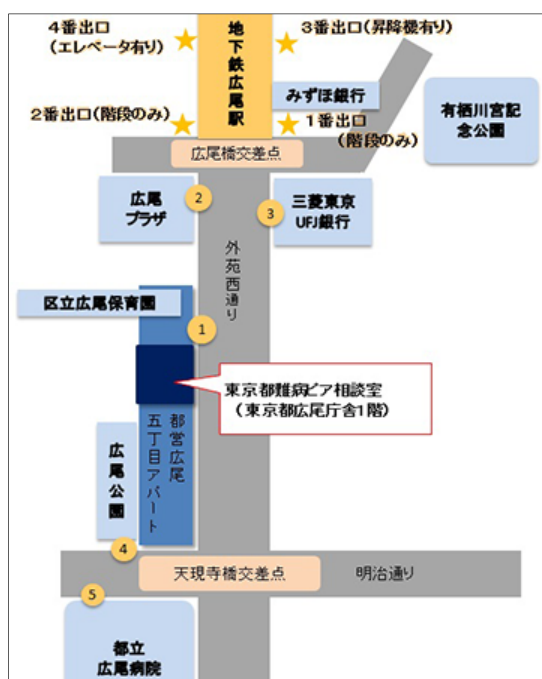 4番出口
(エレベータ有り)
地下鉄広尾駅
3番出口(昇降機有り)
みずほ銀行
有栖川宮記
念公園
2番出口(階段のみ)
1番出口
(階段のみ)
広尾橋交差点
広尾
プラザ
2
3
三菱東京
UFJ銀行
外苑西通り
区立広尾保育園
1
東京都難病ピア相談室
(東京都広尾庁舎1階)
都営広尾
五丁目アパート
広尾公園
4
天現寺橋交差点
明治通り
5
都立
広尾病院